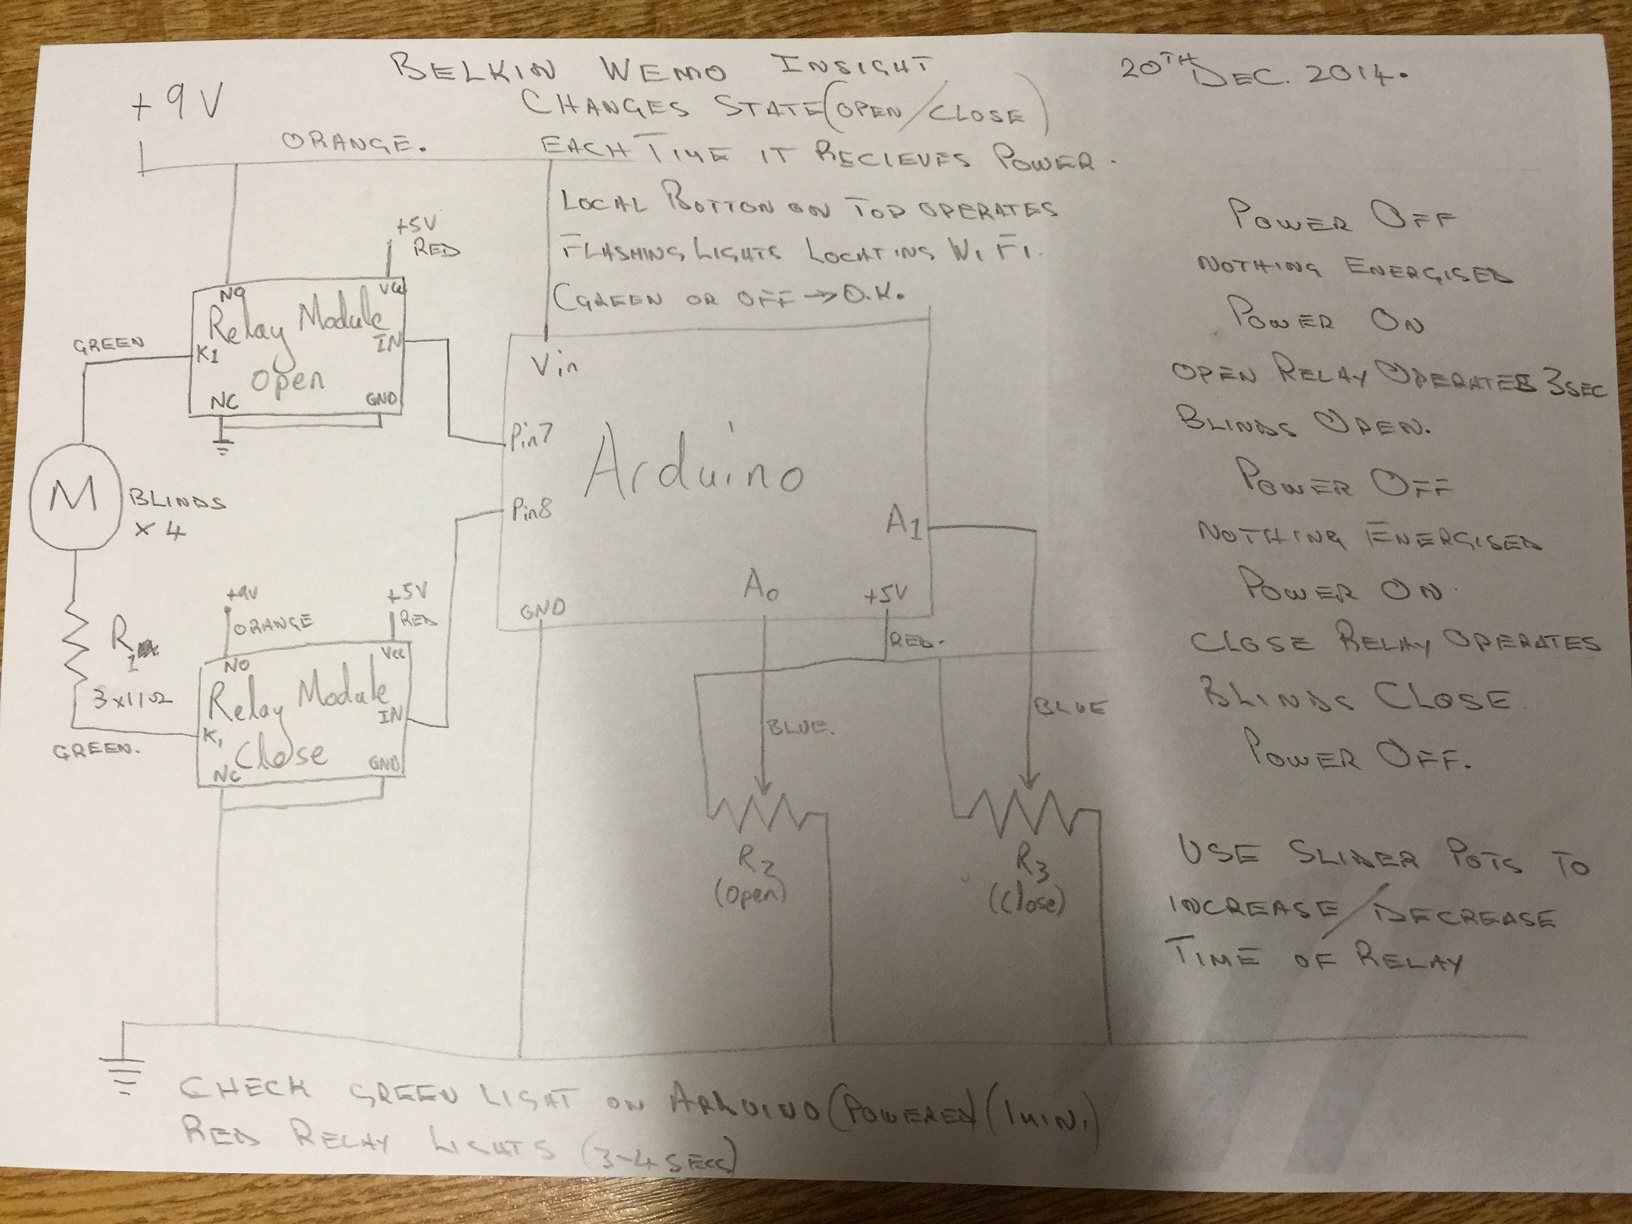 BELKIN WEMO INSIGHT 20TH DEC. 2014.
CHANGES STATE (OPEN/CLOSE)
EACH TIME IT RECIEVES POWER.
LOCAL BUTTON ON TOP OPERATES
FLASHING LIGHTS LOCATING WIFI.
(GREEN OR OFF → O.K.
+9V
ORANGE.
GREEN
M
BLINDS
x 4
R1
3 x 11Ω
GREEN.
NO
K1
NC
Relay Module
Open
Vcc
IN
GND
+5V
RED
NO
K1
NC
Relay Module
Close
Vcc
IN
GND
+9V
ORANGE
+5V
RED
Vin
Pin7
Pin8
GND
Arduino
A0
+5V
A1
RED.
BLUE.
R2
(Open)
BLUE
R3
(Close)
POWER OFF
NOTHING ENERGISED
POWER ON
OPEN RELAY OPERATES 3SEC
BLINDS OPEN.
POWER OFF
NOTHING ENERGISED
POWER ON.
CLOSE RELAY OPERATES
BLINDS CLOSE
POWER OFF.
USE SLIDER POTS TO
INCREASE/DECREASE
TIME OF RELAY
CHECK GREEN LIGHT ON ARDUINO (POWERED) (1MIN.)
RED RELAY LIGHTS (3-4 SEC)